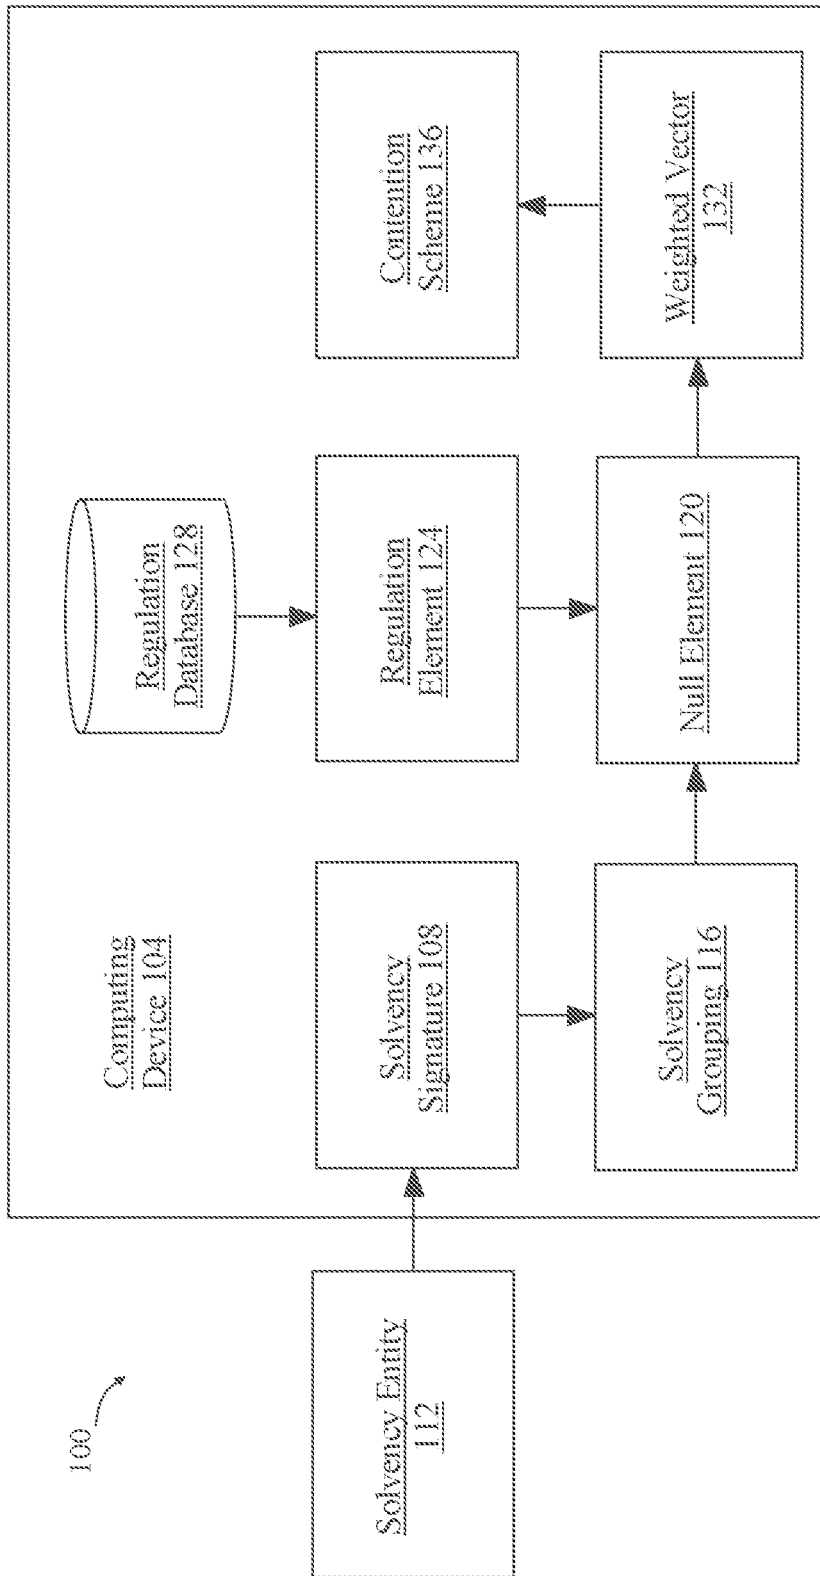 100
Computing
Device 104
Regulation
Database 128
Solvency Entity
112
Solvency
Signature 108
Regulation
Element 124
Contention
Scheme 136
Solvency
Grouping 116
Null Element 120
Weighted Vector
132